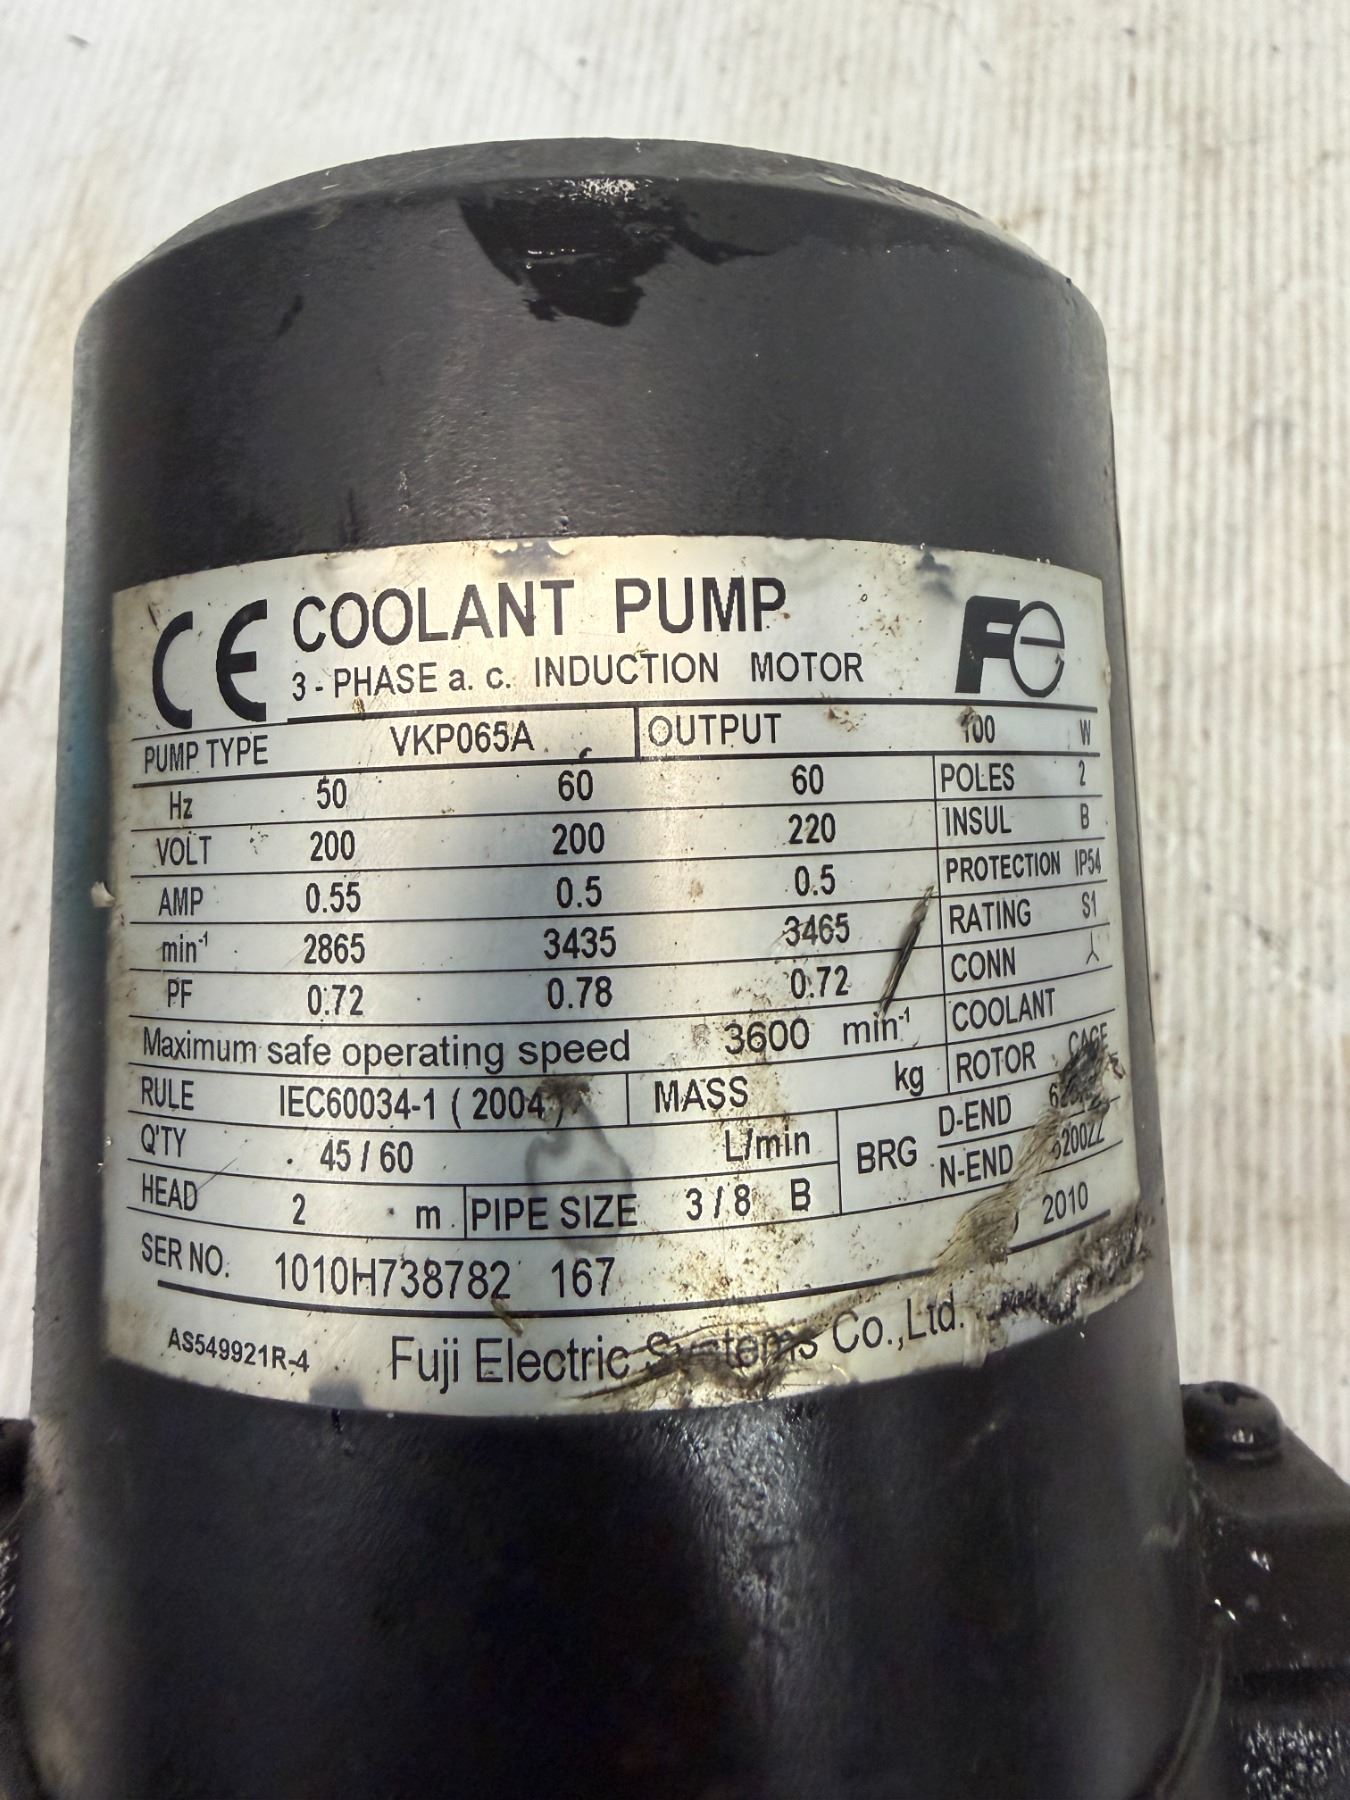 CE COOLANT PUMP Fe
3 - PHASE a. c. INDUCTION MOTOR
PUMP TYPE VKP065A OUTPUT 100 W
Hz 50 60 60 POLES 2
VOLT 200 200 220 INSUL B
AMP 0.55 0.5 0.5 PROTECTION IP54
min-1 2865 3435 3465 RATING S1
PF 0.72 0.78 0.72 CONN
Maximum safe operating speed 3600 min-1 COOLANT
RULE IEC60034-1 ( 2004 ) MASS kg ROTOR CAGE
Q'TY 45 / 60 L/min BRG D-END
HEAD 2 m PIPE SIZE 3 / 8 B N-END 6200ZZ
SER NO. 1010H738782 167 2010
AS549921R-4 Fuji Electric Systems Co.,Ltd.